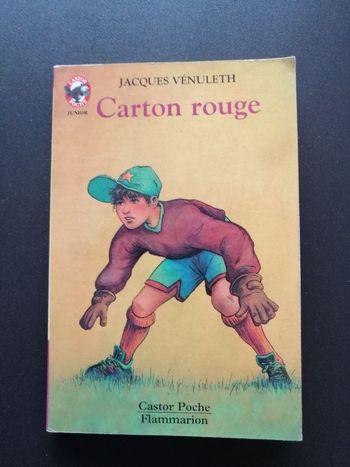 JACQUES VÉNULETH
Carton rouge
JUNIOR
Castor Poche
Flammarion